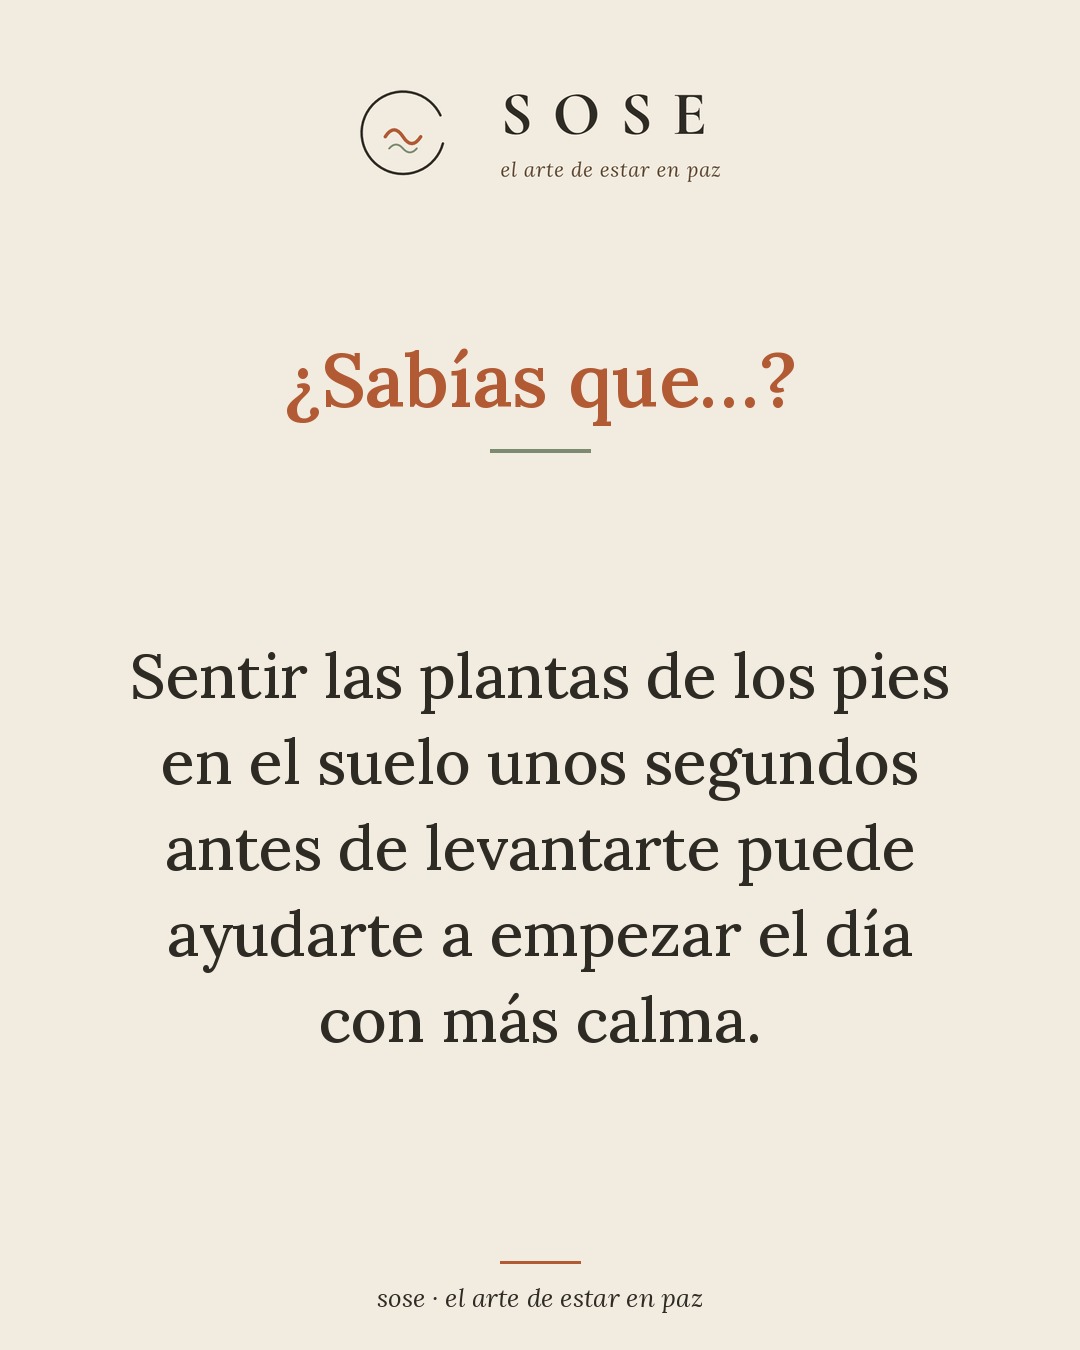 SOSE
el arte de estar en paz
¿Sabías que...?
Sentir las plantas de los pies
en el suelo unos segundos
antes de levantarte puede
ayudarte a empezar el día
con más calma.
sose · el arte de estar en paz